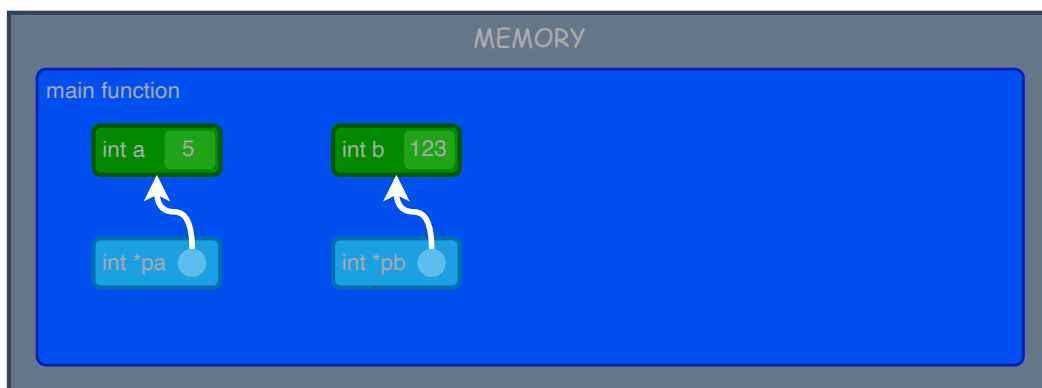 MEMORY
main function
int a 5
int b 123
int *pa
int *pb